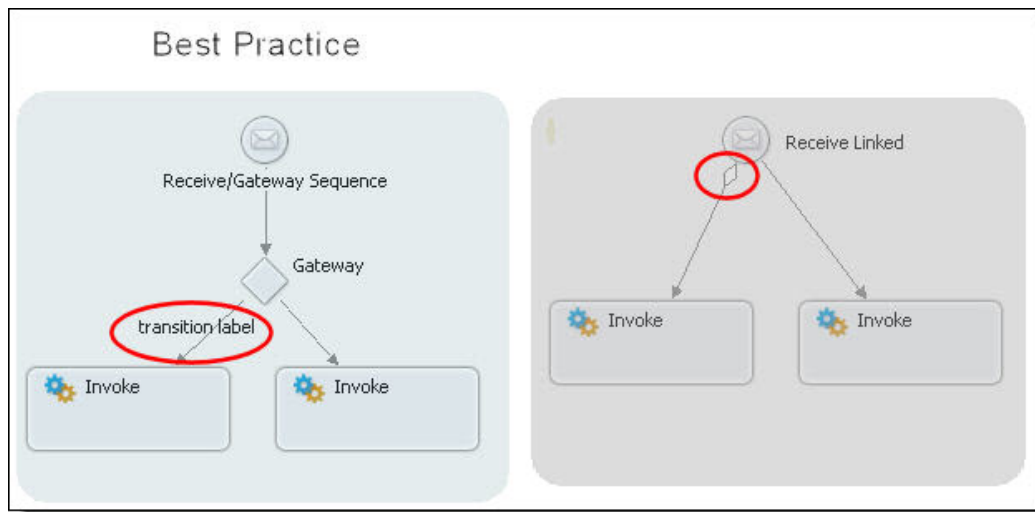 Best Practice
Receive/Gateway Sequence
Gateway
transition label
Invoke
Invoke
Receive Linked
Invoke
Invoke